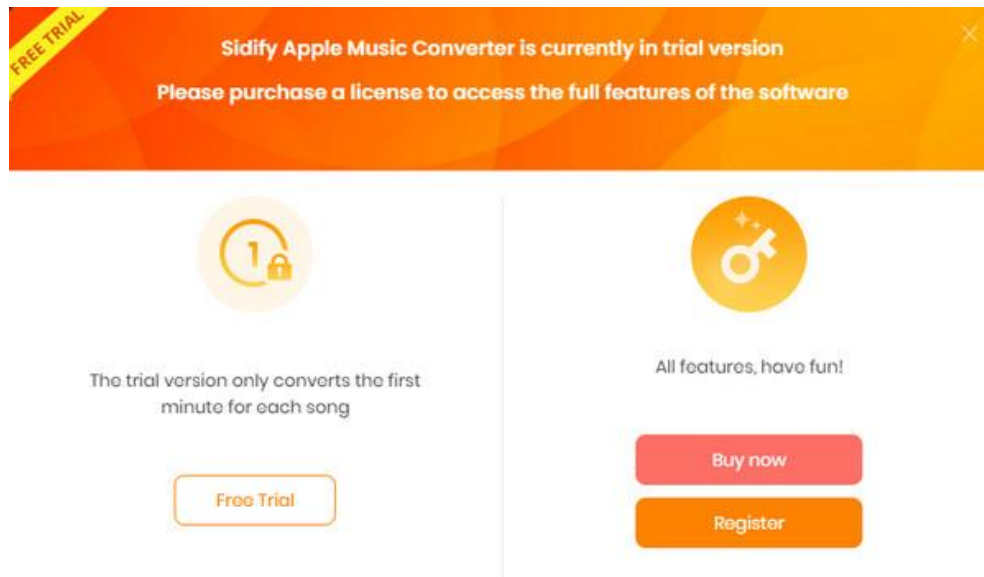 FREE TRIAL
Sidify Apple Music Converter is currently in trial version
Please purchase a license to access the full features of the software
1
The trial version only converts the first
minute for each song
Free Trial
All features, have fun!
Buy now
Register